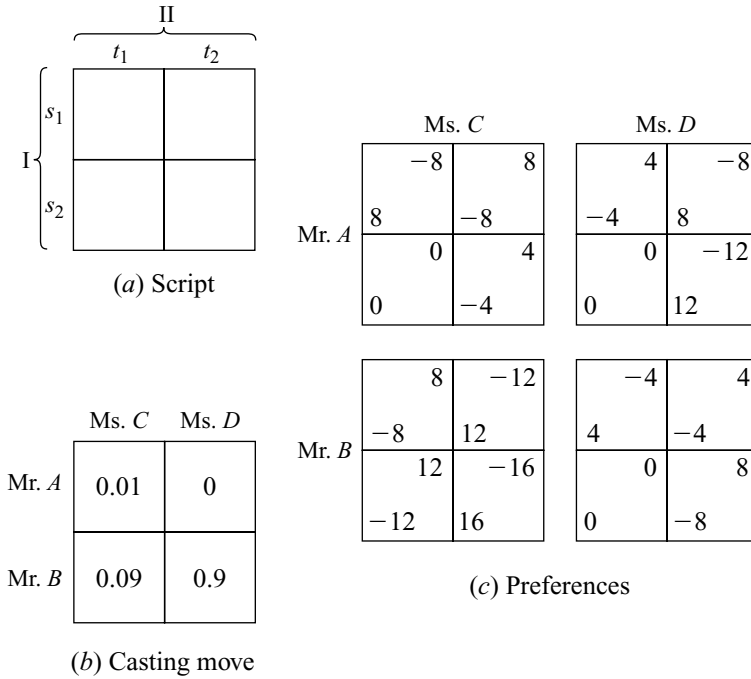 II
t₁ t₂
I
s₁
s₂
(a) Script
Ms. C Ms. D
Mr. A 0.01 0
Mr. B 0.09 0.9
(b) Casting move
Ms. C Ms. D
−8 8 4 −8
8 −8 −4 8
Mr. A
0 4 0 −12
0 −4 0 12
8 −12 −4 4
−8 12 4 −4
Mr. B
12 −16 0 8
−12 16 0 −8
(c) Preferences